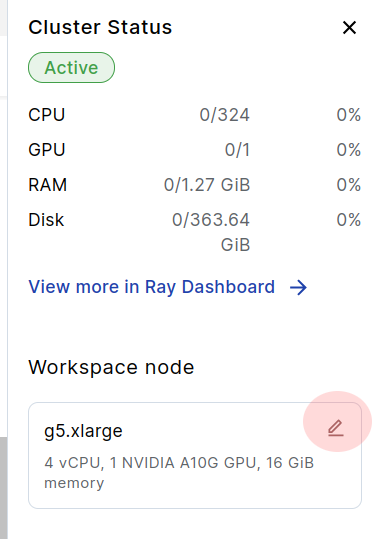 Cluster Status
Active
CPU 0/324 0%
GPU 0/1 0%
RAM 0/1.27 GiB 0%
Disk 0/363.64 0%
GiB
View more in Ray Dashboard
Workspace node
g5.xlarge
4 vCPU, 1 NVIDIA A10G GPU, 16 GiB
memory